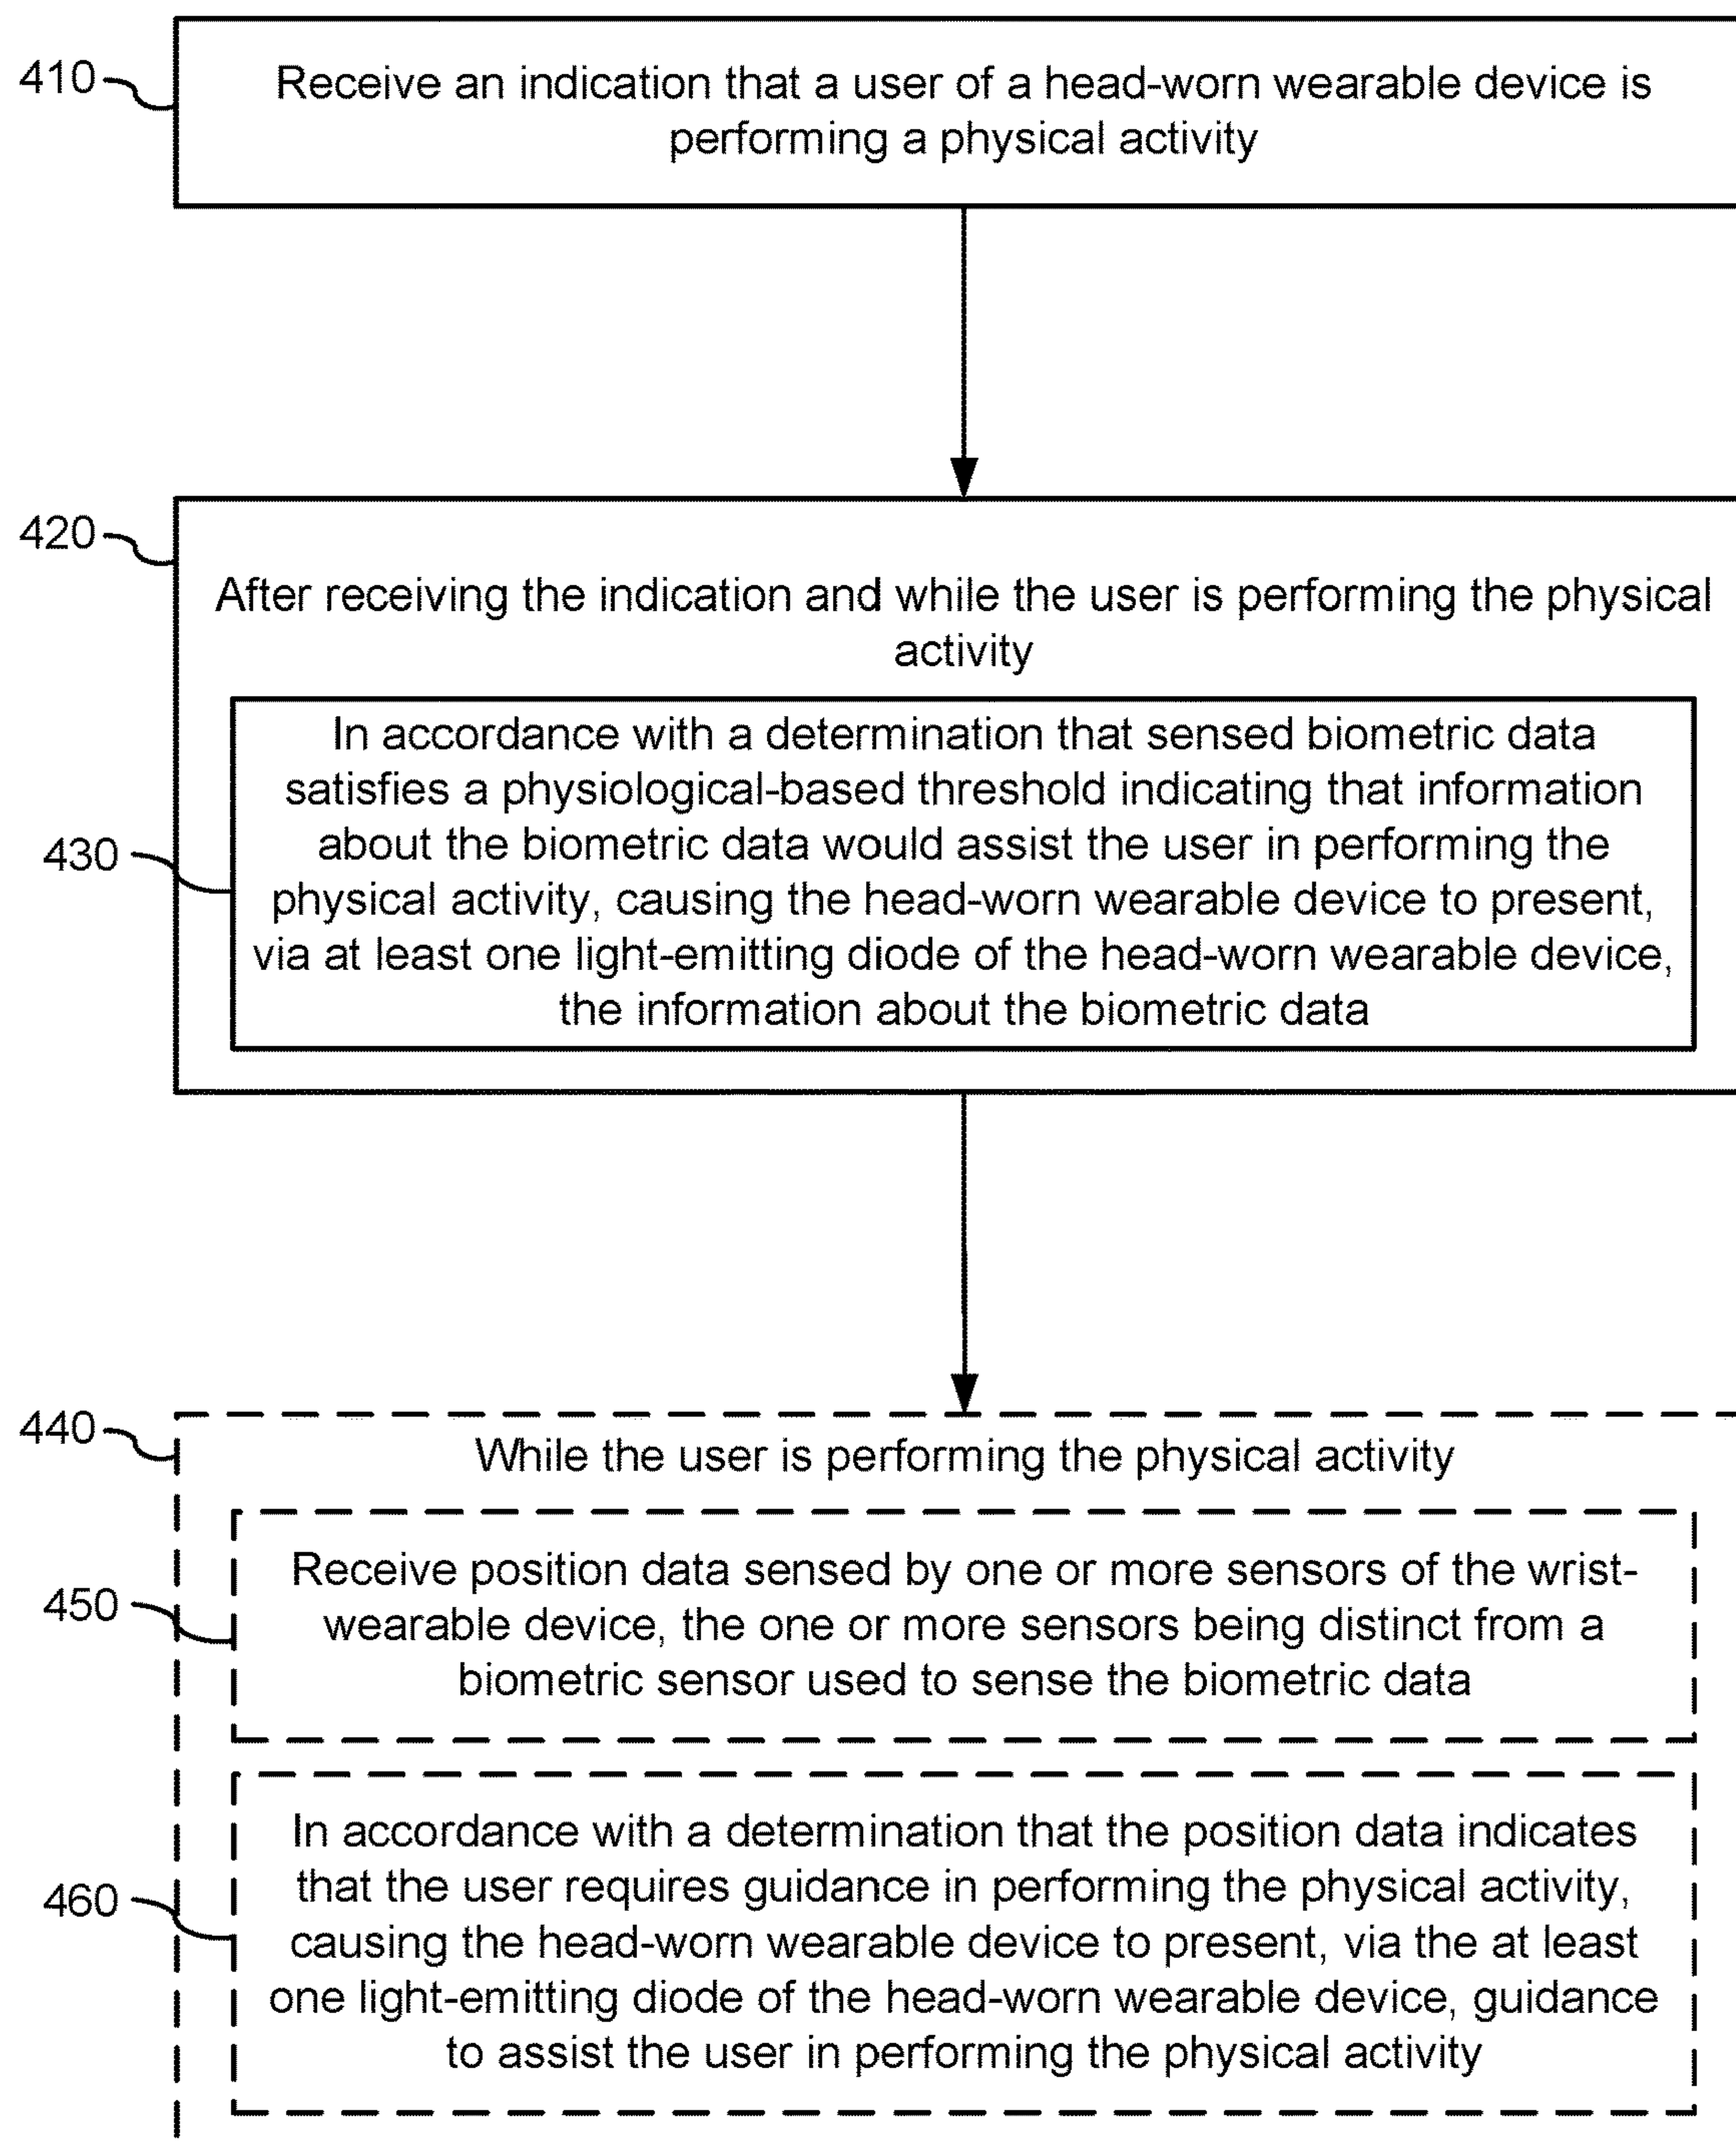 410
Receive an indication that a user of a head-worn wearable device is
performing a physical activity
420
After receiving the indication and while the user is performing the physical
activity
430
In accordance with a determination that sensed biometric data
satisfies a physiological-based threshold indicating that information
about the biometric data would assist the user in performing the
physical activity, causing the head-worn wearable device to present,
via at least one light-emitting diode of the head-worn wearable device,
the information about the biometric data
440
While the user is performing the physical activity
450
Receive position data sensed by one or more sensors of the wrist-
wearable device, the one or more sensors being distinct from a
biometric sensor used to sense the biometric data
460
In accordance with a determination that the position data indicates
that the user requires guidance in performing the physical activity,
causing the head-worn wearable device to present, via the at least
one light-emitting diode of the head-worn wearable device, guidance
to assist the user in performing the physical activity